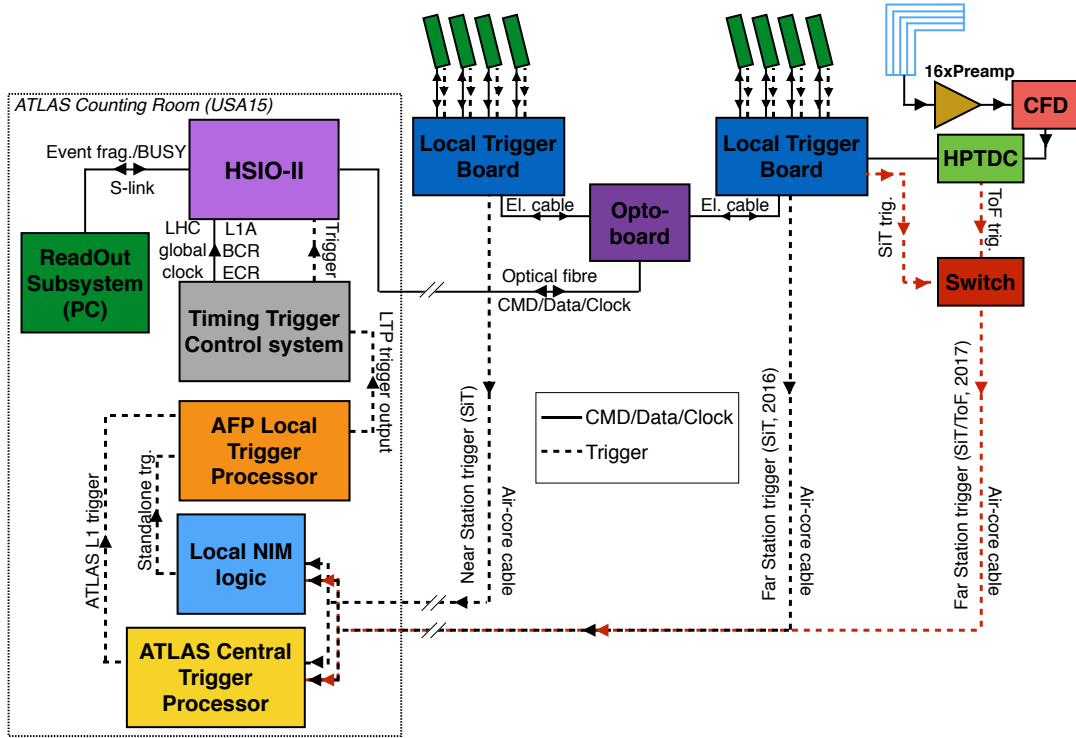 ATLAS Counting Room (USA15)
Event frag./BUSY
S-link
HSIO-II
LHC
global
clock
L1A
BCR
ECR
Trigger
ReadOut
Subsystem
(PC)
Timing Trigger
Control system
LTP trigger output
AFP Local
Trigger
Processor
Standalone trg.
ATLAS L1 trigger
Local NIM
logic
ATLAS Central
Trigger
Processor
Local Trigger
Board
El. cable
Opto-
board
El. cable
Local Trigger
Board
Optical fibre
CMD/Data/Clock
16xPreamp
CFD
HPTDC
SiT trig.
ToF trig.
Switch
CMD/Data/Clock
Trigger
Near Station trigger (SiT)
Air-core cable
Far Station trigger (SiT, 2016)
Air-core cable
Far Station trigger (SiT/ToF, 2017)
Air-core cable